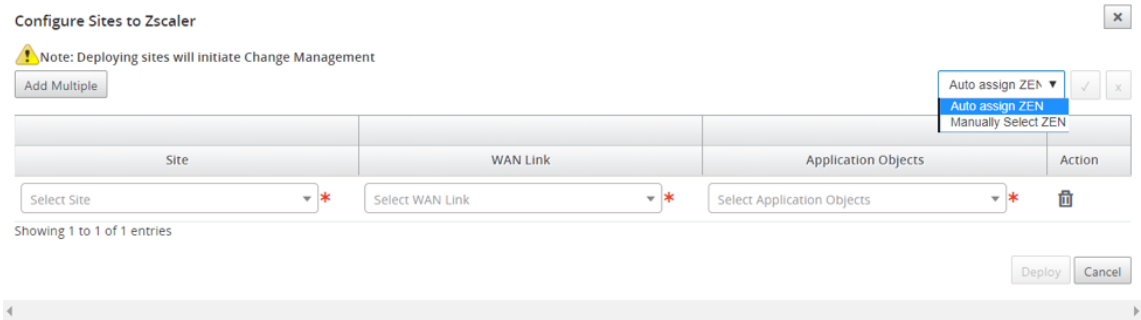 Configure Sites to Zscaler
x
Note: Deploying sites will initiate Change Management
Add Multiple
Auto assign ZEN
✓ x
Auto assign ZEN
Manually Select ZEN
Site WAN Link Application Objects Action
Select Site * Select WAN Link * Select Application Objects *
Showing 1 to 1 of 1 entries
Deploy Cancel